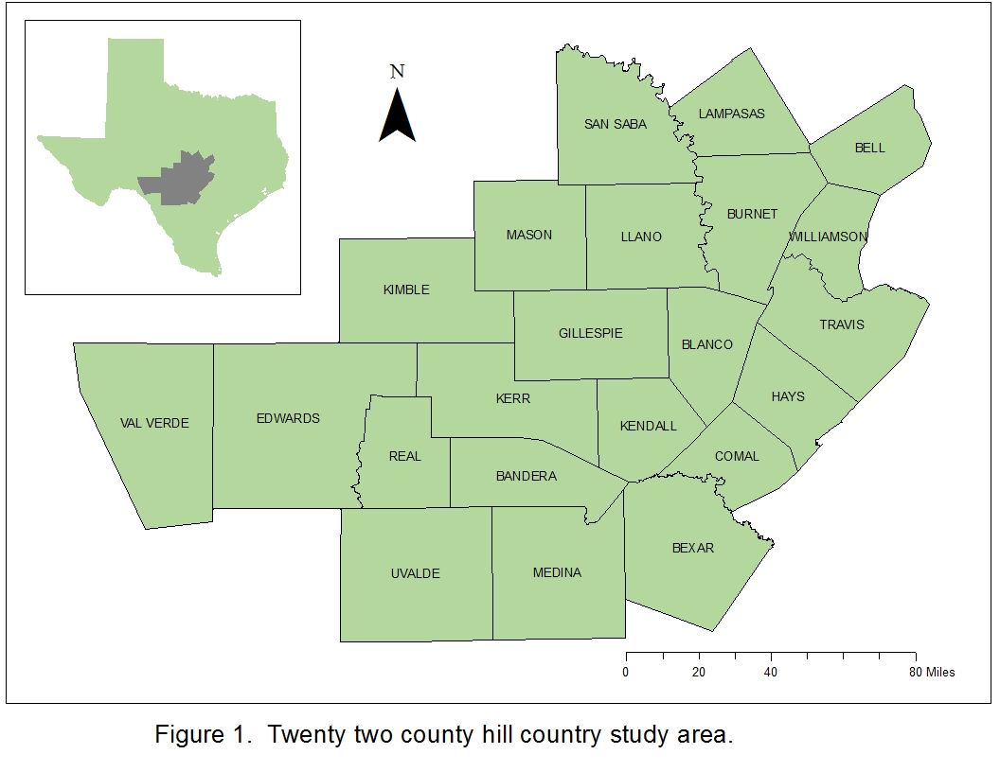 N
SAN SABA
LAMPASAS
BELL
BURNET
MASON
LLANO
WILLIAMSON
KIMBLE
GILLESPIE
BLANCO
TRAVIS
VAL VERDE
EDWARDS
KERR
HAYS
KENDALL
REAL
BANDERA
COMAL
UVALDE
MEDINA
BEXAR
0 20 40 80 Miles
Figure 1. Twenty two county hill country study area.